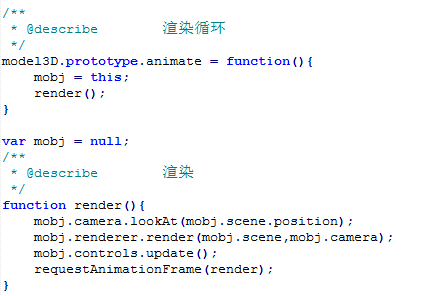 /**
 * @describe 渲染循环
 */
model3D.prototype.animate = function(){
    mobj = this;
    render();
}

var mobj = null;
/**
 * @describe 渲染
 */
function render(){
    mobj.camera.lookAt(mobj.scene.position);
    mobj.renderer.render(mobj.scene,mobj.camera);
    mobj.controls.update();
    requestAnimationFrame(render);
}